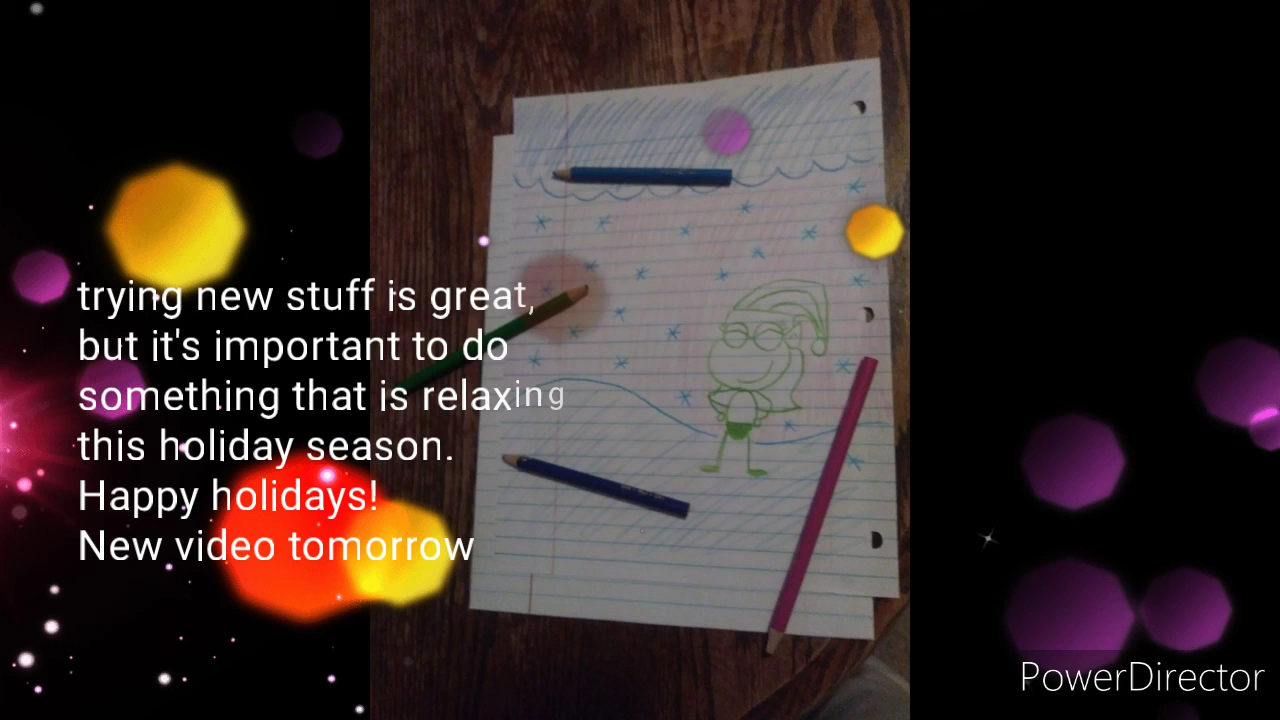 trying new stuff is great,
but it's important to do
something that is relaxing
this holiday season.
Happy holidays!
New video tomorrow
PowerDirector